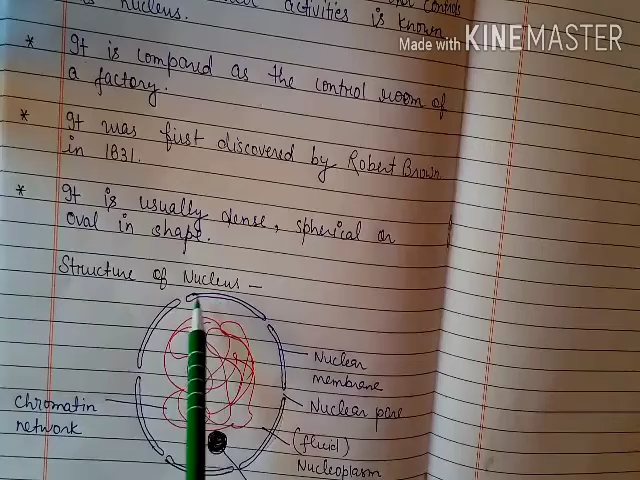 activities is known
is nucleus.
Made with KINEMASTER
* It is compared as the control room of
a factory.
* It was first discovered by Robert Brown
in 1831.
* It is usually dense, spherical or
oval in shape.
Structure of Nucleus –
Nuclear
membrane
Chromatin
network
Nuclear pore
(fluid)
Nucleoplasm